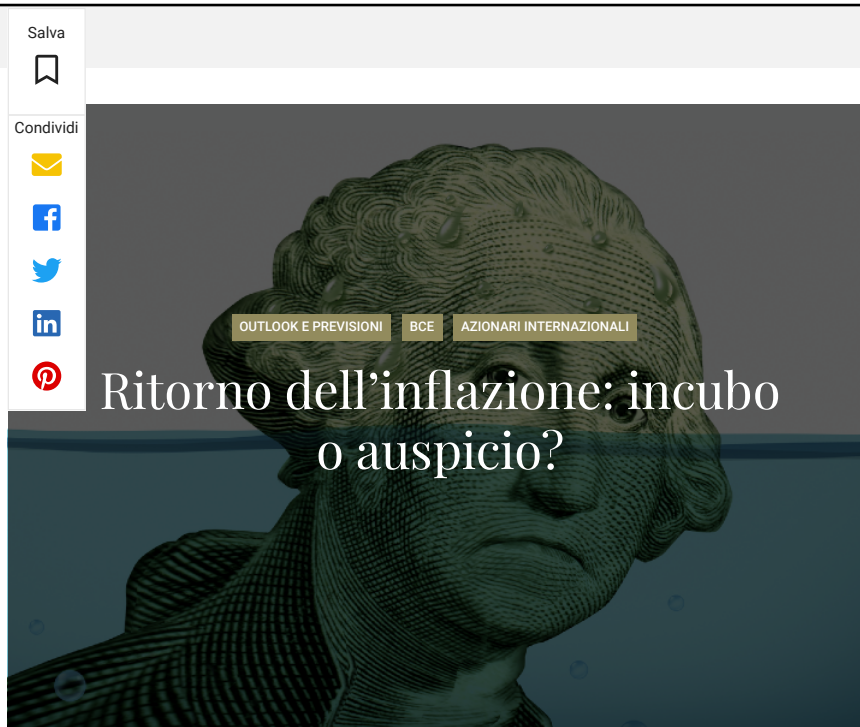 Salva
Condividi
OUTLOOK E PREVISIONI
BCE
AZIONARI INTERNAZIONALI
Ritorno dell’inflazione: incubo
o auspicio?